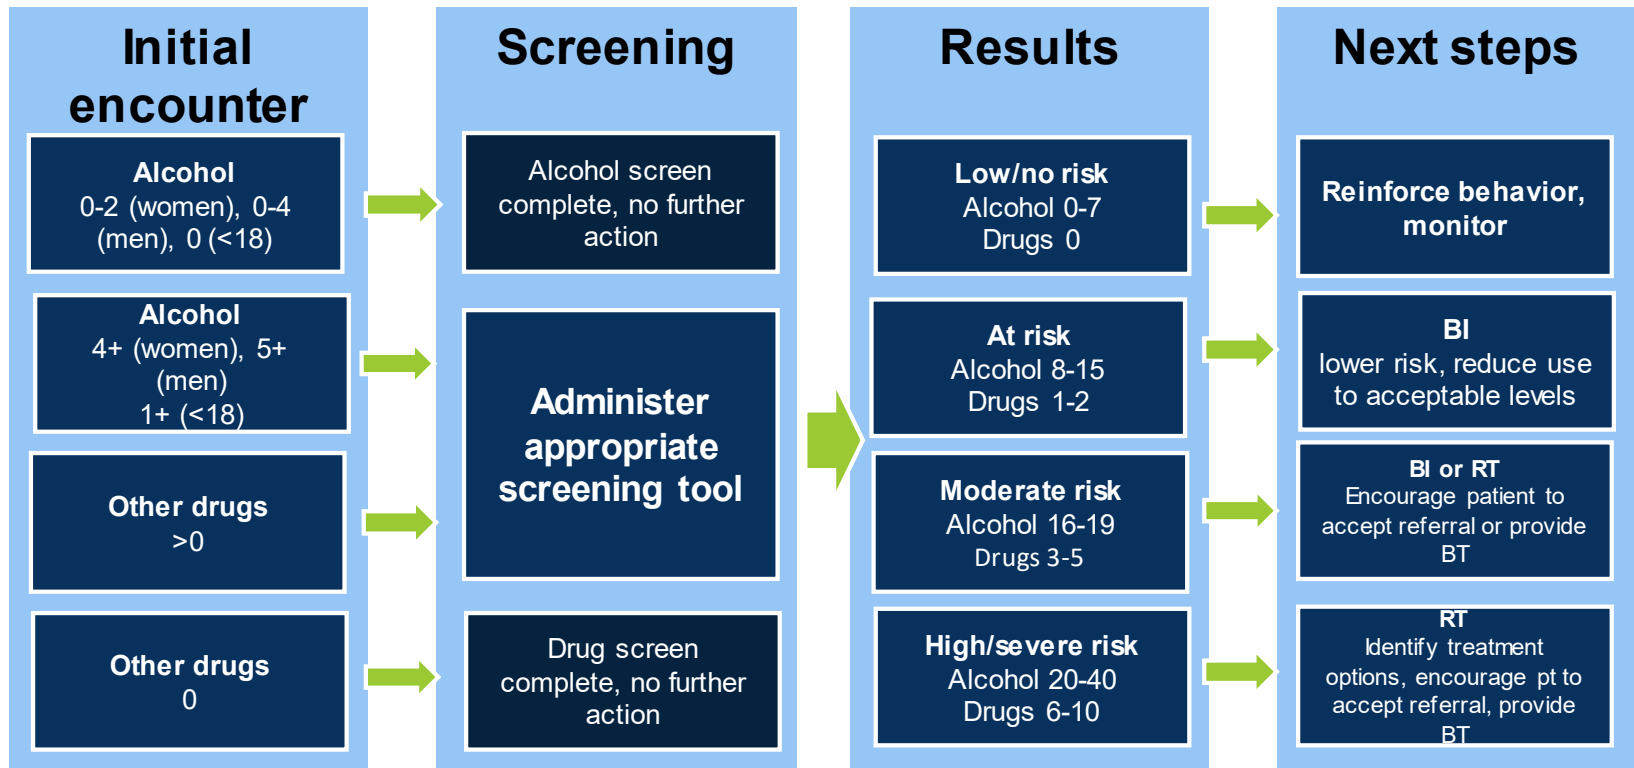 Initial
encounter
Alcohol
0-2 (women), 0-4
(men), 0 (<18)
Alcohol
4+ (women), 5+
(men)
1+ (<18)
Other drugs
>0
Other drugs
0
Screening
Alcohol screen
complete, no further
action
Administer
appropriate
screening tool
Drug screen
complete, no further
action
Results
Low/no risk
Alcohol 0-7
Drugs 0
At risk
Alcohol 8-15
Drugs 1-2
Moderate risk
Alcohol 16-19
Drugs 3-5
High/severe risk
Alcohol 20-40
Drugs 6-10
Next steps
Reinforce behavior,
monitor
BI
lower risk, reduce use
to acceptable levels
BI or RT
Encourage patient to
accept referral or provide
BT
RT
Identify treatment
options, encourage pt to
accept referral, provide
BT